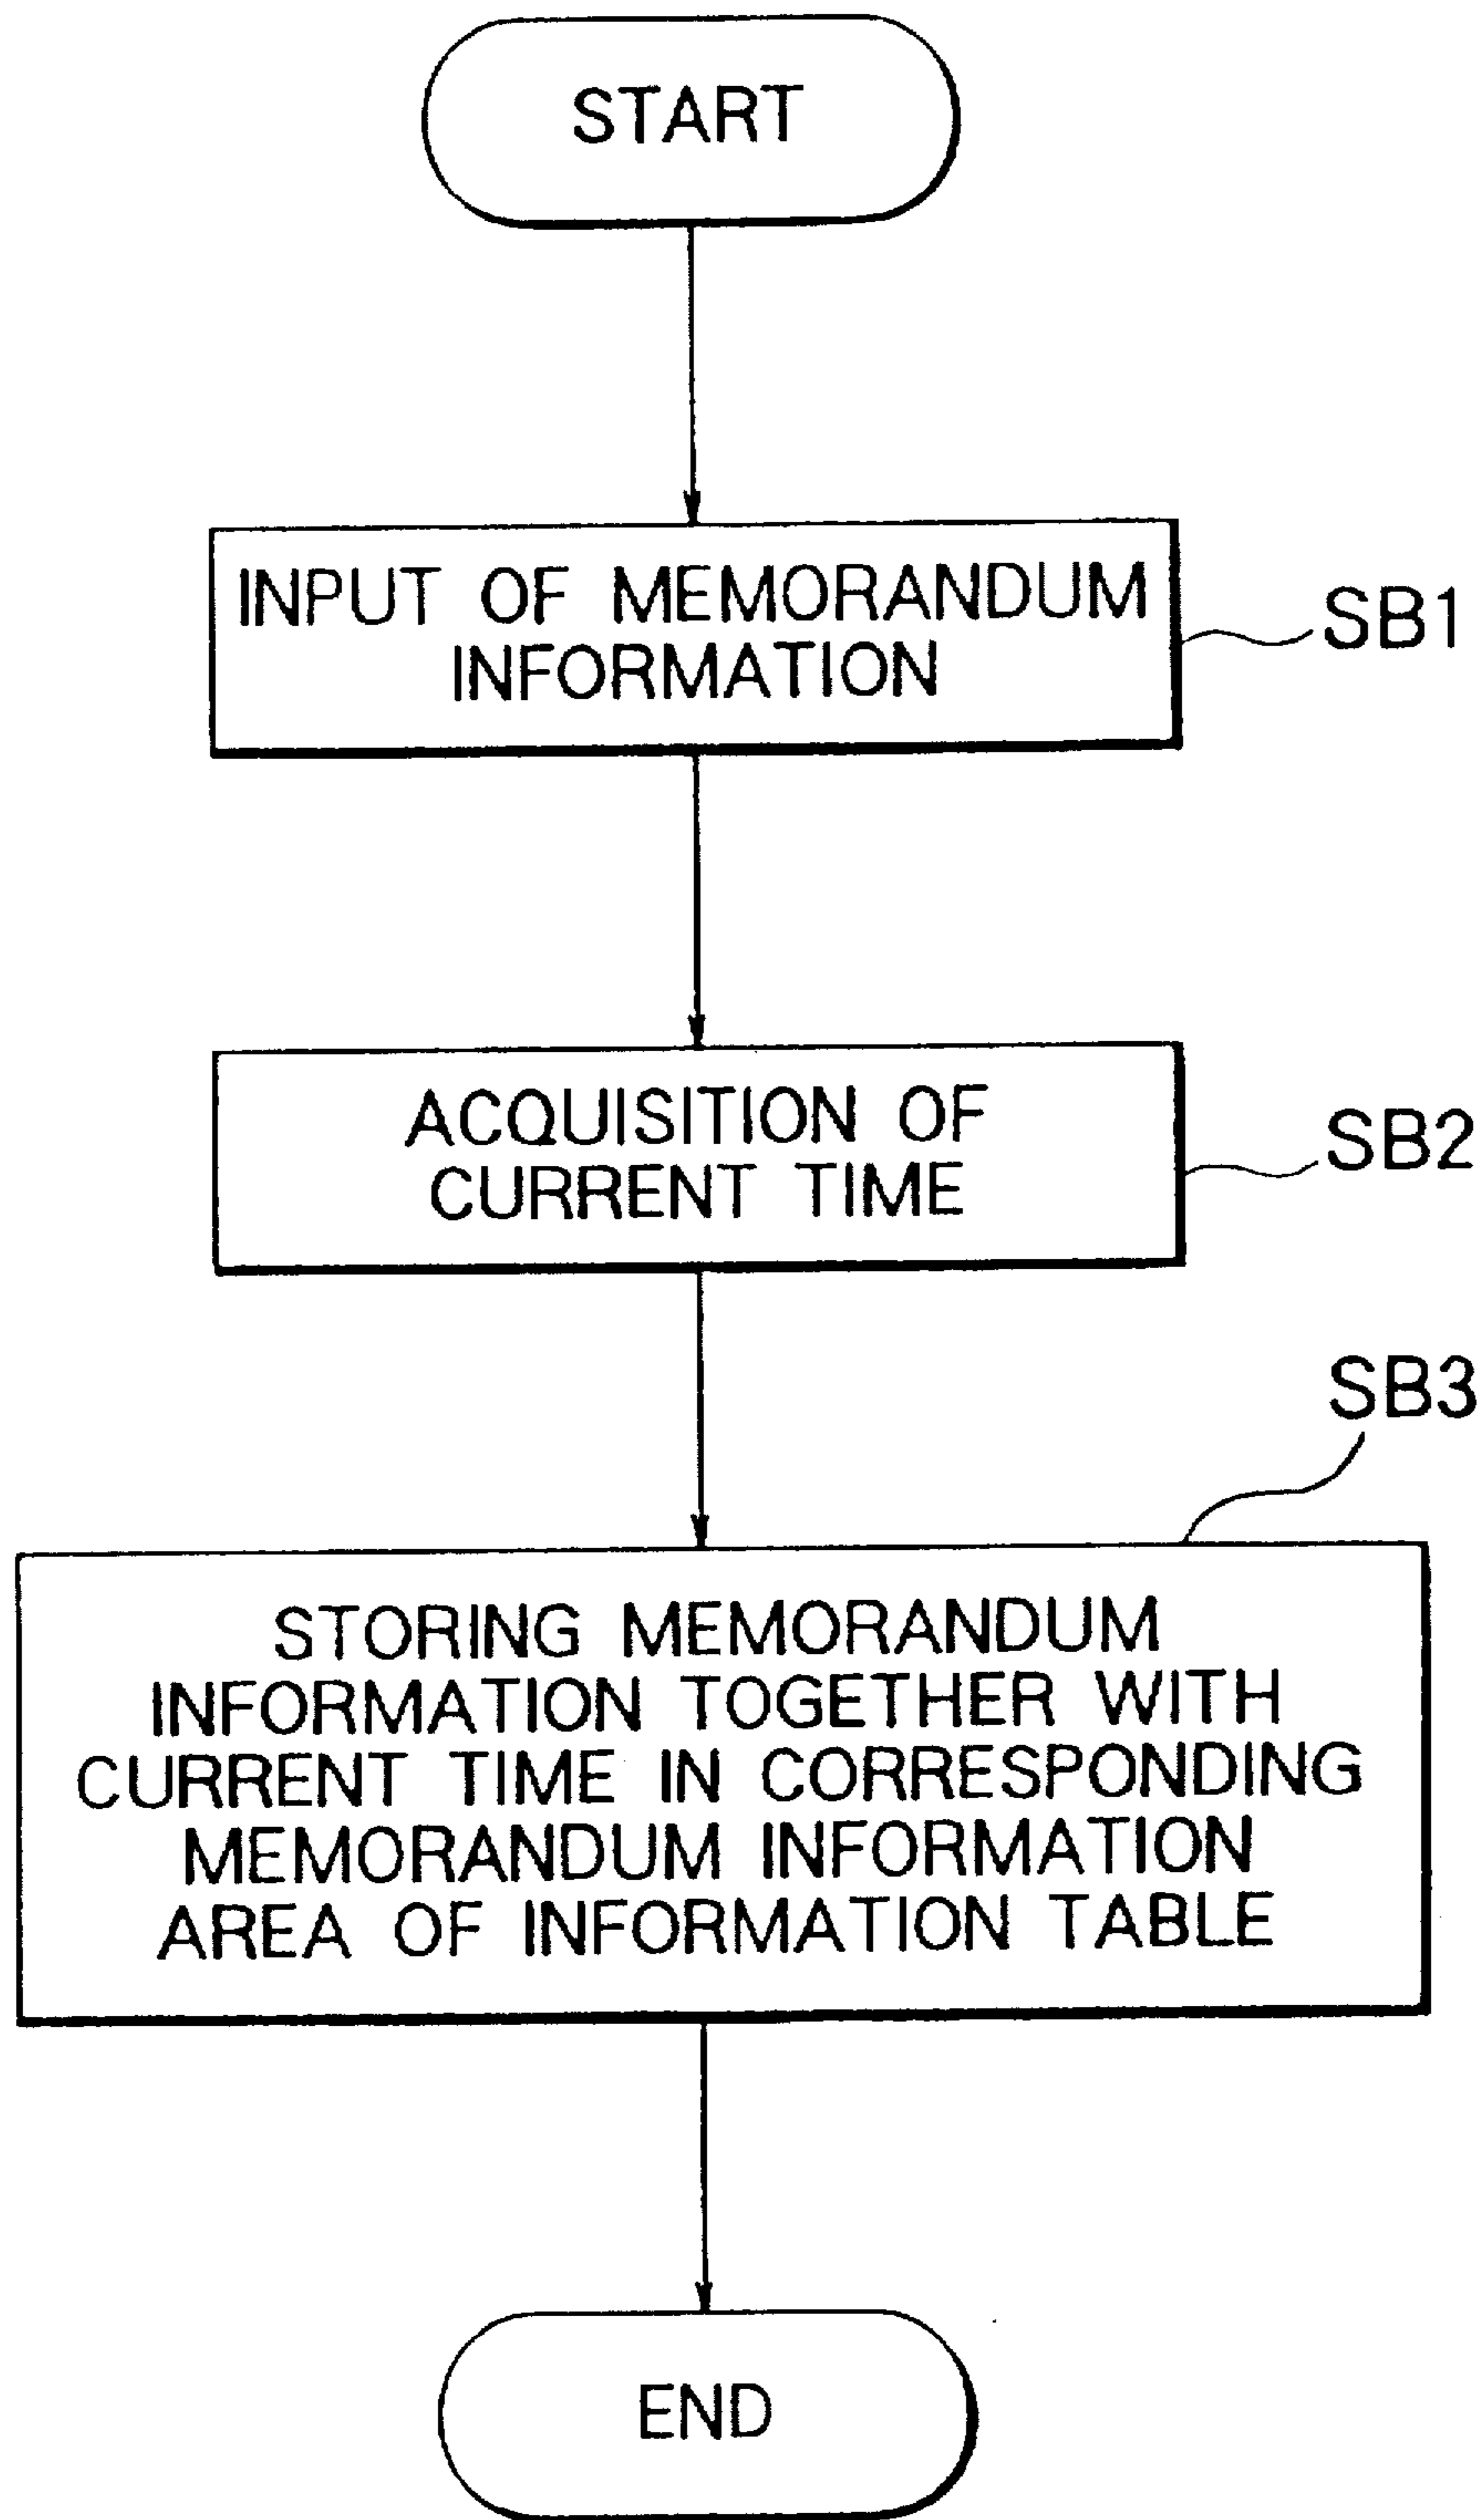 START
INPUT OF MEMORANDUM
INFORMATION
SB1
ACQUISITION OF
CURRENT TIME
SB2
SB3
STORING MEMORANDUM
INFORMATION TOGETHER WITH
CURRENT TIME IN CORRESPONDING
MEMORANDUM INFORMATION
AREA OF INFORMATION TABLE
END